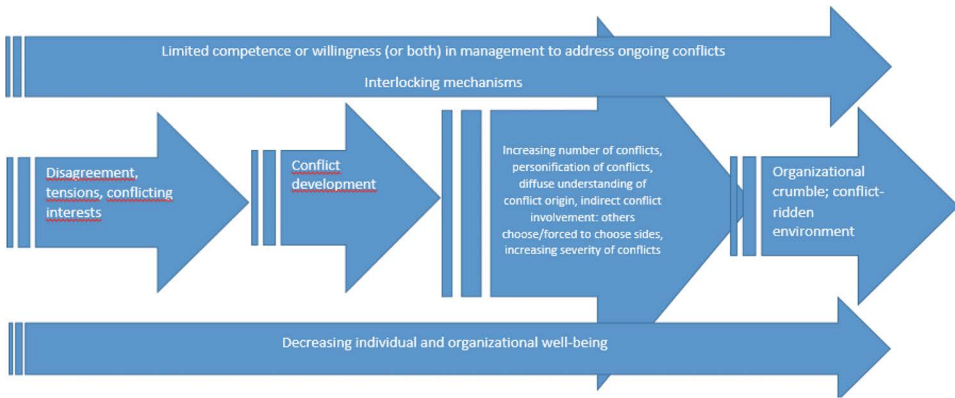 Limited competence or willingness (or both) in management to address ongoing conflicts
Interlocking mechanisms
Disagreement,
tensions, conflicting
interests
Conflict
development
Increasing number of conflicts,
personification of conflicts,
diffuse understanding of
conflict origin, indirect conflict
involvement: others
choose/forced to choose sides,
increasing severity of conflicts
Organizational
crumble; conflict-
ridden
environment
Decreasing individual and organizational well-being